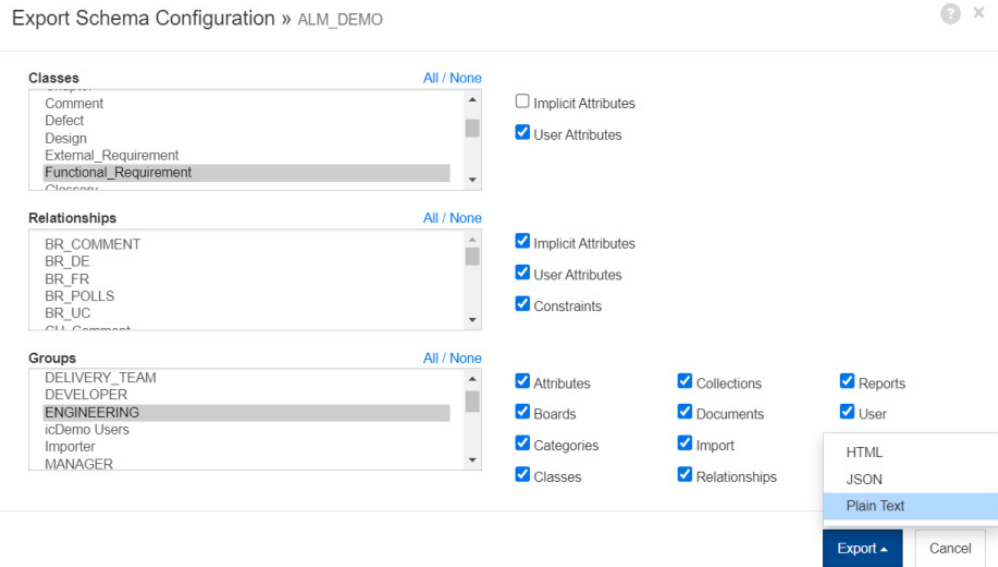 Export Schema Configuration » ALM_DEMO
?
×
Classes
All / None
Comment
Defect
Design
External_Requirement
Functional_Requirement
Glossary
Implicit Attributes
User Attributes
Relationships
All / None
BR_COMMENT
BR_DE
BR_FR
BR_POLLS
BR_UC
CH_Comment
Implicit Attributes
User Attributes
Constraints
Groups
All / None
DELIVERY_TEAM
DEVELOPER
ENGINEERING
icDemo Users
Importer
MANAGER
Attributes
Collections
Reports
Boards
Documents
User
Categories
Import
Classes
Relationships
HTML
JSON
Plain Text
Export
Cancel